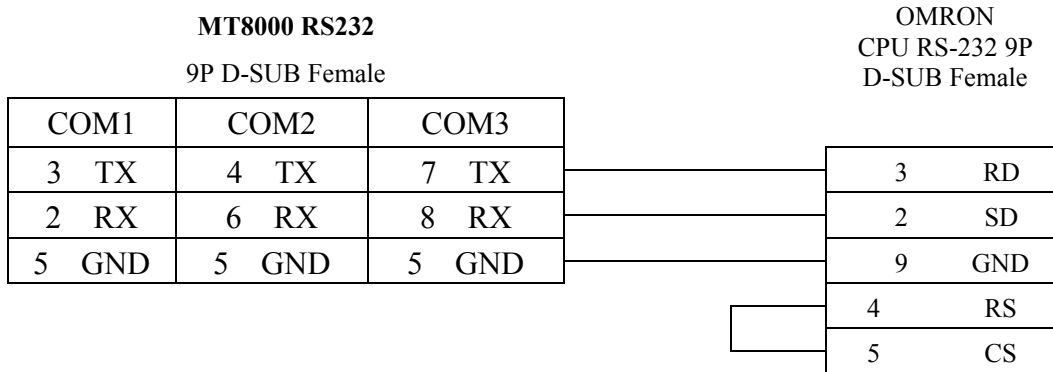 MT8000 RS232
9P D-SUB Female
OMRON
CPU RS-232 9P
D-SUB Female
COM1 COM2 COM3
3 TX 4 TX 7 TX
2 RX 6 RX 8 RX
5 GND 5 GND 5 GND
3 RD
2 SD
9 GND
4 RS
5 CS